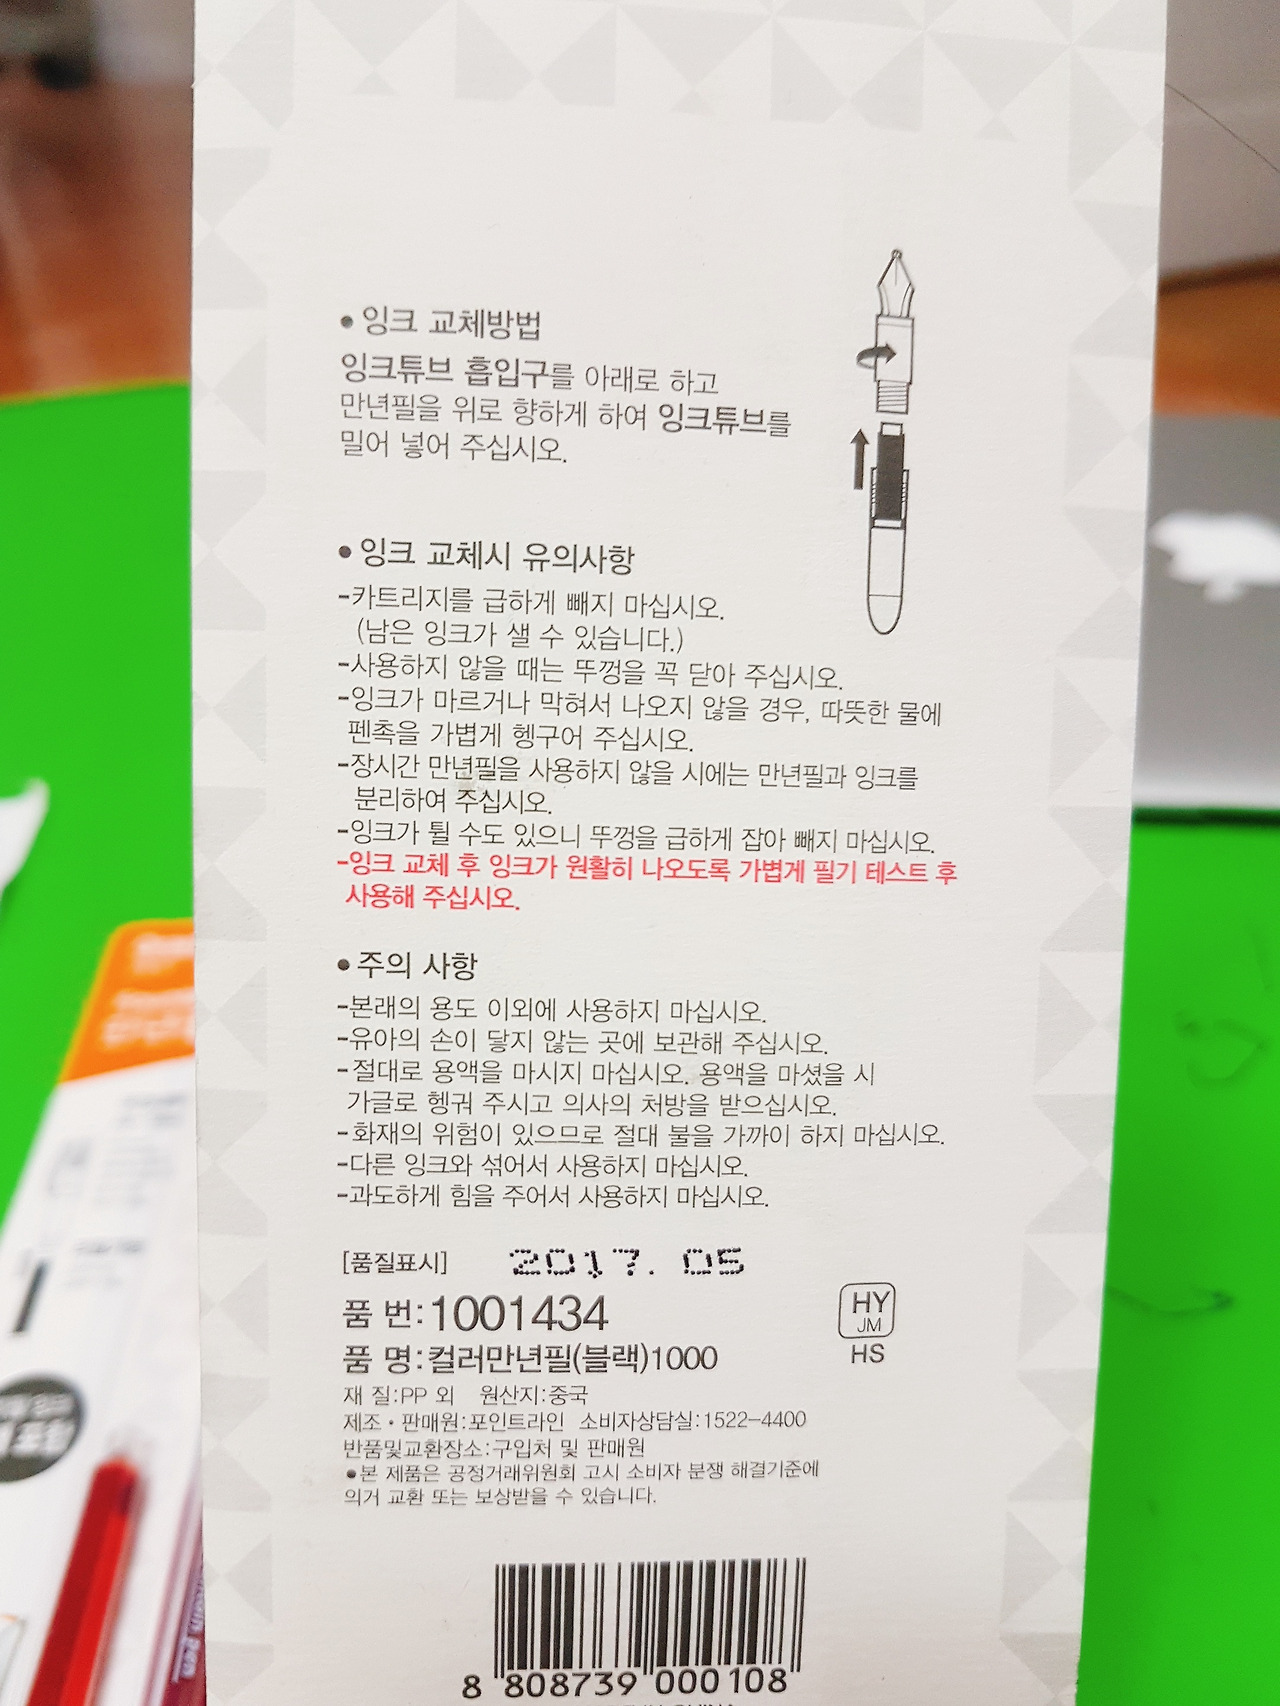 • 잉크 교체방법
잉크튜브 흡입구를 아래로 하고
만년필을 위로 향하게 하여 잉크튜브를
밀어 넣어 주십시오.
• 잉크 교체시 유의사항
-카트리지를 급하게 빼지 마십시오.
(남은 잉크가 샐 수 있습니다.)
-사용하지 않을 때는 뚜껑을 꼭 닫아 주십시오.
-잉크가 마르거나 막혀서 나오지 않을 경우, 따뜻한 물에
펜촉을 가볍게 헹구어 주십시오.
-장시간 만년필을 사용하지 않을 시에는 만년필과 잉크를
분리하여 주십시오.
-잉크가 튈 수도 있으니 뚜껑을 급하게 잡아 빼지 마십시오.
-잉크 교체 후 잉크가 원활히 나오도록 가볍게 필기 테스트 후
사용해 주십시오.
• 주의 사항
-본래의 용도 이외에 사용하지 마십시오.
-유아의 손이 닿지 않는 곳에 보관해 주십시오.
-절대로 용액을 마시지 마십시오. 용액을 마셨을 시
가글로 헹궈 주시고 의사의 처방을 받으십시오.
-화재의 위험이 있으므로 절대 불을 가까이 하지 마십시오.
-다른 잉크와 섞어서 사용하지 마십시오.
-과도하게 힘을 주어서 사용하지 마십시오.
[품질표시] 2017. 05
품 번:1001434
품 명:컬러만년필(블랙)1000
HY
JM
HS
재 질:PP 외 원산지:중국
제조・판매원:포인트라인 소비자상담실:1522-4400
반품및교환장소:구입처 및 판매원
●본 제품은 공정거래위원회 고시 소비자 분쟁 해결기준에
의거 교환 또는 보상받을 수 있습니다.
8 808739 000108
Pen